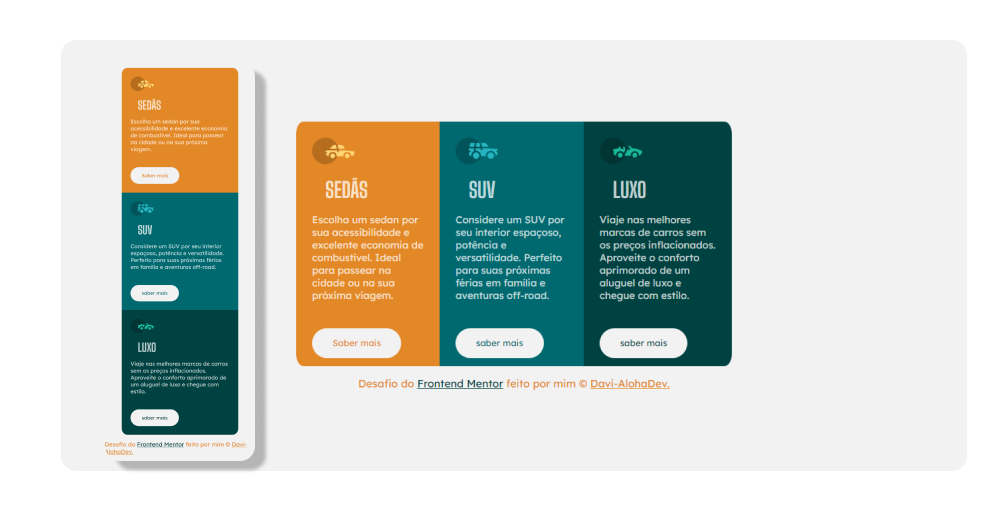 SEDÃS
Escolha um sedan por sua
acessibilidade e excelente economia
de combustível. Ideal para passear
na cidade ou na sua próxima
viagem.
Saber mais
SUV
Considere um SUV por seu interior
espaçoso, potência e versatilidade.
Perfeito para suas próximas férias
em família e aventuras off-road.
saber mais
LUXO
Viaje nas melhores marcas de carros
sem os preços inflacionados.
Aproveite o conforto aprimorado de
um aluguel de luxo e chegue com
estilo.
saber mais
Desafio do Frontend Mentor feito por mim © Davi-
AlohaDev.
SEDÃS
Escolha um sedan por
sua acessibilidade e
excelente economia de
combustível. Ideal
para passear na
cidade ou na sua
próxima viagem.
Saber mais
SUV
Considere um SUV por
seu interior espaçoso,
potência e
versatilidade. Perfeito
para suas próximas
férias em família e
aventuras off-road.
saber mais
LUXO
Viaje nas melhores
marcas de carros sem
os preços inflacionados.
Aproveite o conforto
aprimorado de um
aluguel de luxo e
chegue com estilo.
saber mais
Desafio do Frontend Mentor feito por mim © Davi-AlohaDev.